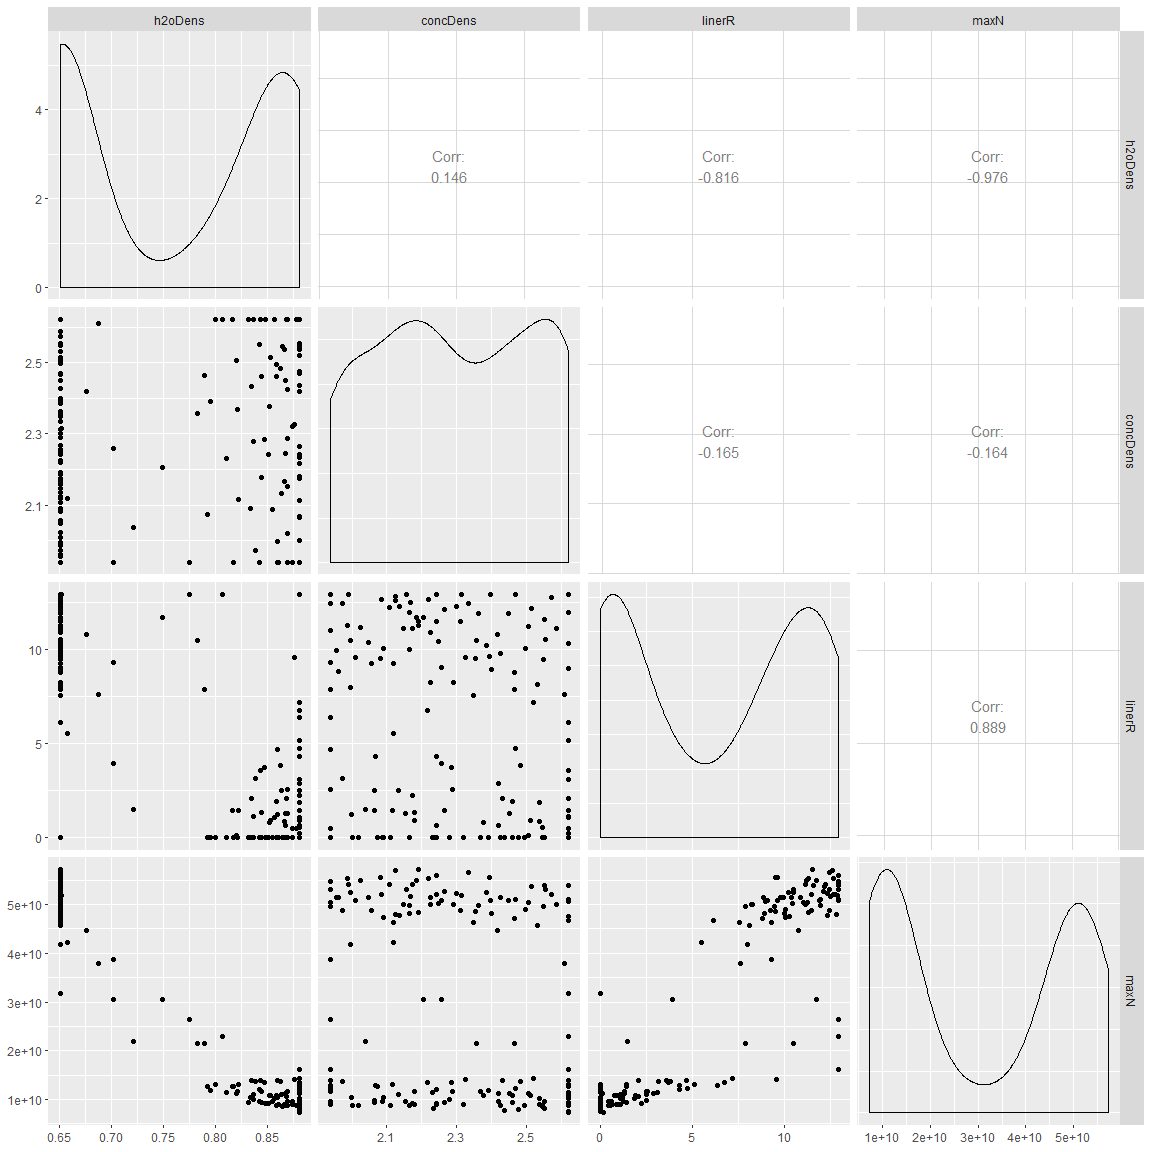 h2oDens concDens linerR maxN
4
2
0
Corr:
0.146
Corr:
-0.816
Corr:
-0.976
h2oDens
2.5
2.3
2.1
Corr:
-0.165
Corr:
-0.164
concDens
10
5
0
Corr:
0.889
linerR
5e+10
4e+10
3e+10
2e+10
1e+10
maxN
0.65 0.70 0.75 0.80 0.85 2.1 2.3 2.5 0 5 10 1e+10 2e+10 3e+10 4e+10 5e+10